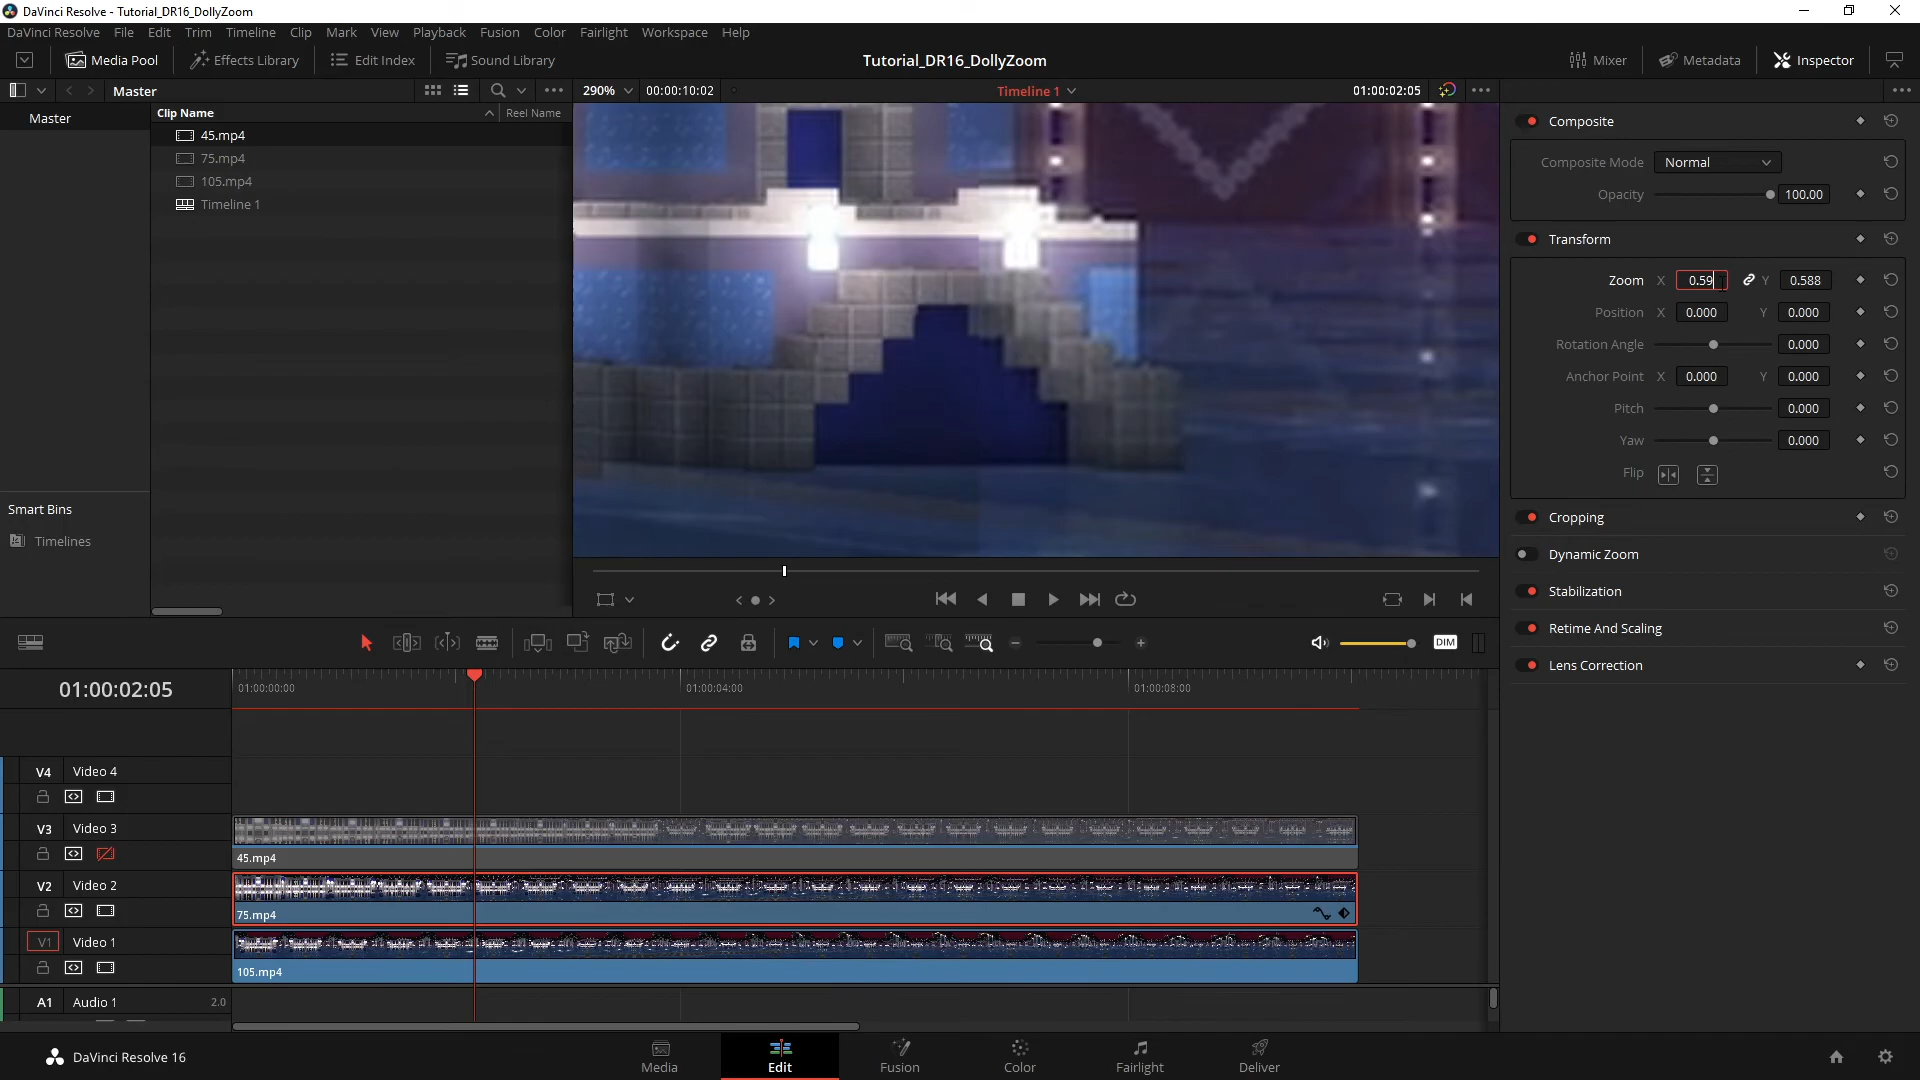 DaVinci Resolve - Tutorial_DR16_DollyZoom
DaVinci Resolve File Edit Trim Timeline Clip Mark View Playback Fusion Color Fairlight Workspace Help
Media Pool Effects Library Edit Index Sound Library Tutorial_DR16_DollyZoom Mixer Metadata Inspector
Master 290% 00:00:10:02 Timeline 1 01:00:02:05
Master
Clip Name Reel Name
45.mp4
75.mp4
105.mp4
Timeline 1
Smart Bins
Timelines
Composite
Composite Mode Normal
Opacity 100.00
Transform
Zoom X 0.59 Y 0.588
Position X 0.000 Y 0.000
Rotation Angle 0.000
Anchor Point X 0.000 Y 0.000
Pitch 0.000
Yaw 0.000
Flip
Cropping
Dynamic Zoom
Stabilization
Retime And Scaling
Lens Correction
DIM
01:00:02:05 01:00:00:00 01:00:04:00 01:00:08:00
V4 Video 4
V3 Video 3
45.mp4
V2 Video 2
75.mp4
V1 Video 1
105.mp4
A1 Audio 1 2.0
DaVinci Resolve 16 Media Edit Fusion Color Fairlight Deliver